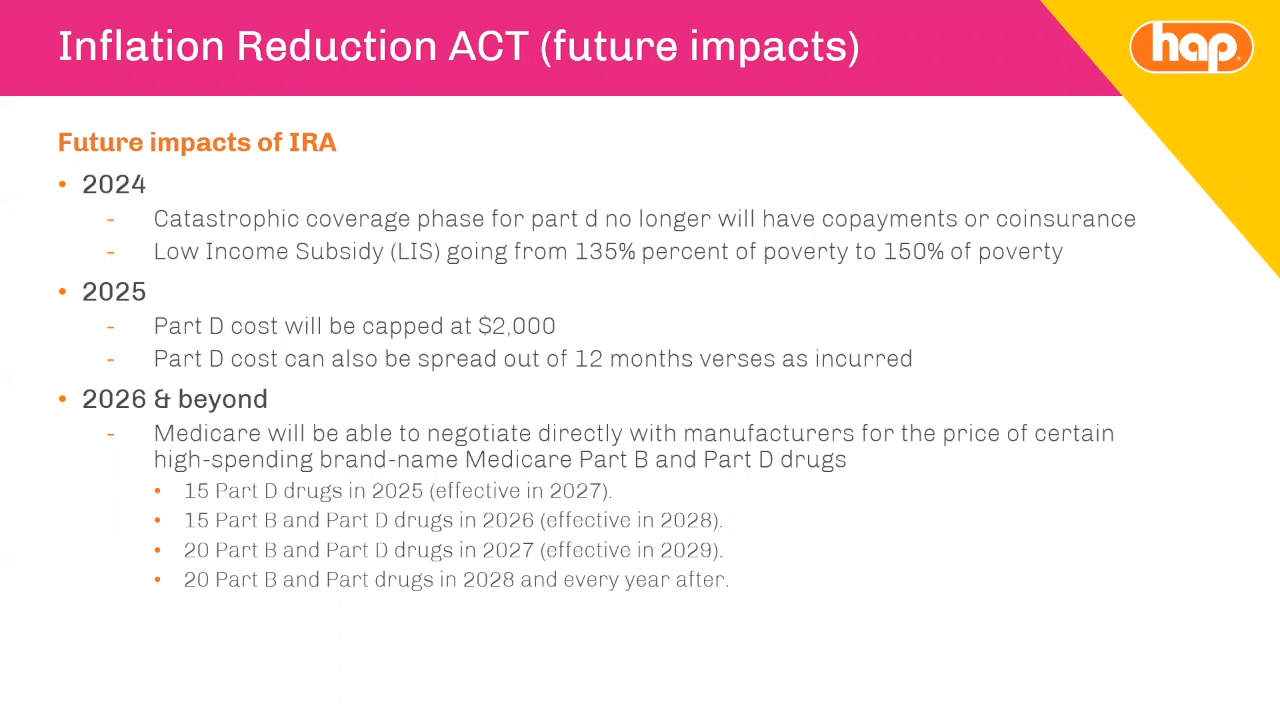 Inflation Reduction ACT (future impacts)
hap
Future impacts of IRA
• 2024
- Catastrophic coverage phase for part d no longer will have copayments or coinsurance
- Low Income Subsidy (LIS) going from 135% percent of poverty to 150% of poverty
• 2025
- Part D cost will be capped at $2,000
- Part D cost can also be spread out of 12 months verses as incurred
• 2026 & beyond
- Medicare will be able to negotiate directly with manufacturers for the price of certain
high-spending brand-name Medicare Part B and Part D drugs
• 15 Part D drugs in 2025 (effective in 2027).
• 15 Part B and Part D drugs in 2026 (effective in 2028).
• 20 Part B and Part D drugs in 2027 (effective in 2029).
• 20 Part B and Part drugs in 2028 and every year after.